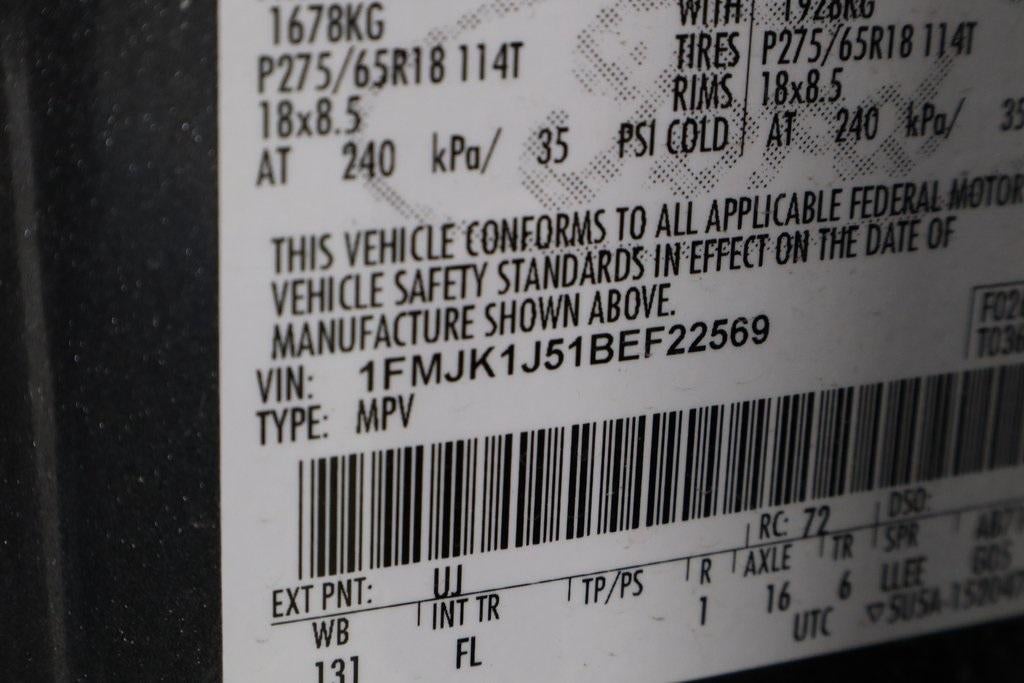 1678KG WITH 1928KG
P275/65R18 114T TIRES P275/65R18 114T
18x8.5 RIMS 18x8.5
AT 240 kPa/ 35 PSI COLD AT 240 kPa/ 35
THIS VEHICLE CONFORMS TO ALL APPLICABLE FEDERAL MOTOR
VEHICLE SAFETY STANDARDS IN EFFECT ON THE DATE OF
MANUFACTURE SHOWN ABOVE.
VIN: 1FMJK1J51BEF22569
TYPE: MPV
RC: 72 DSO:
EXT PNT: UJ
WB INT TR TP/PS R AXLE TR SPR
131 FL 1 16 6 LLEE
UTC